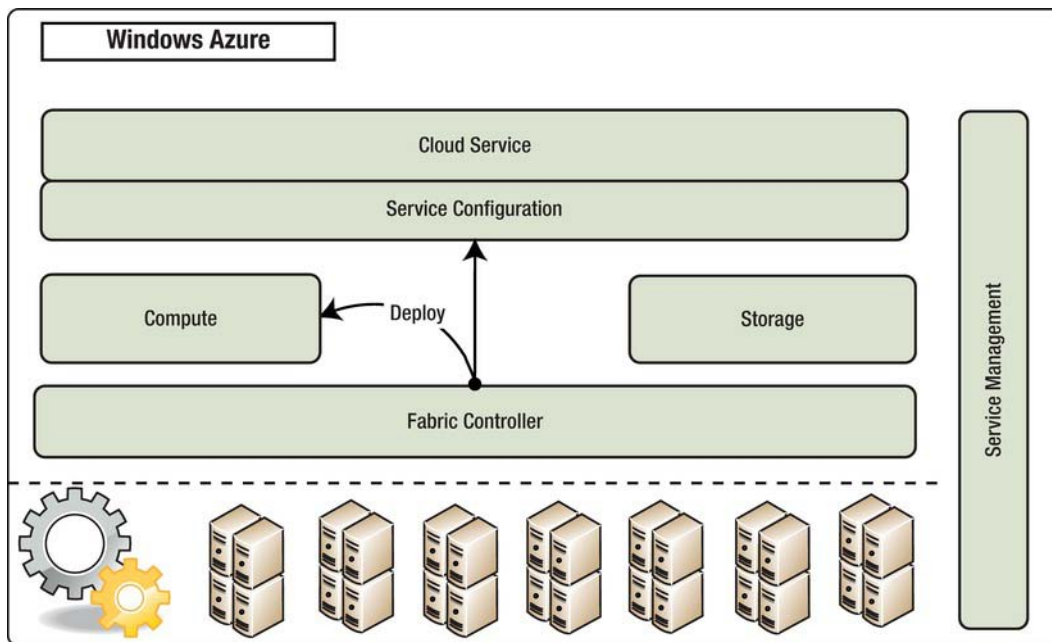 Windows Azure
Cloud Service
Service Configuration
Compute
Deploy
Storage
Fabric Controller
Service Management